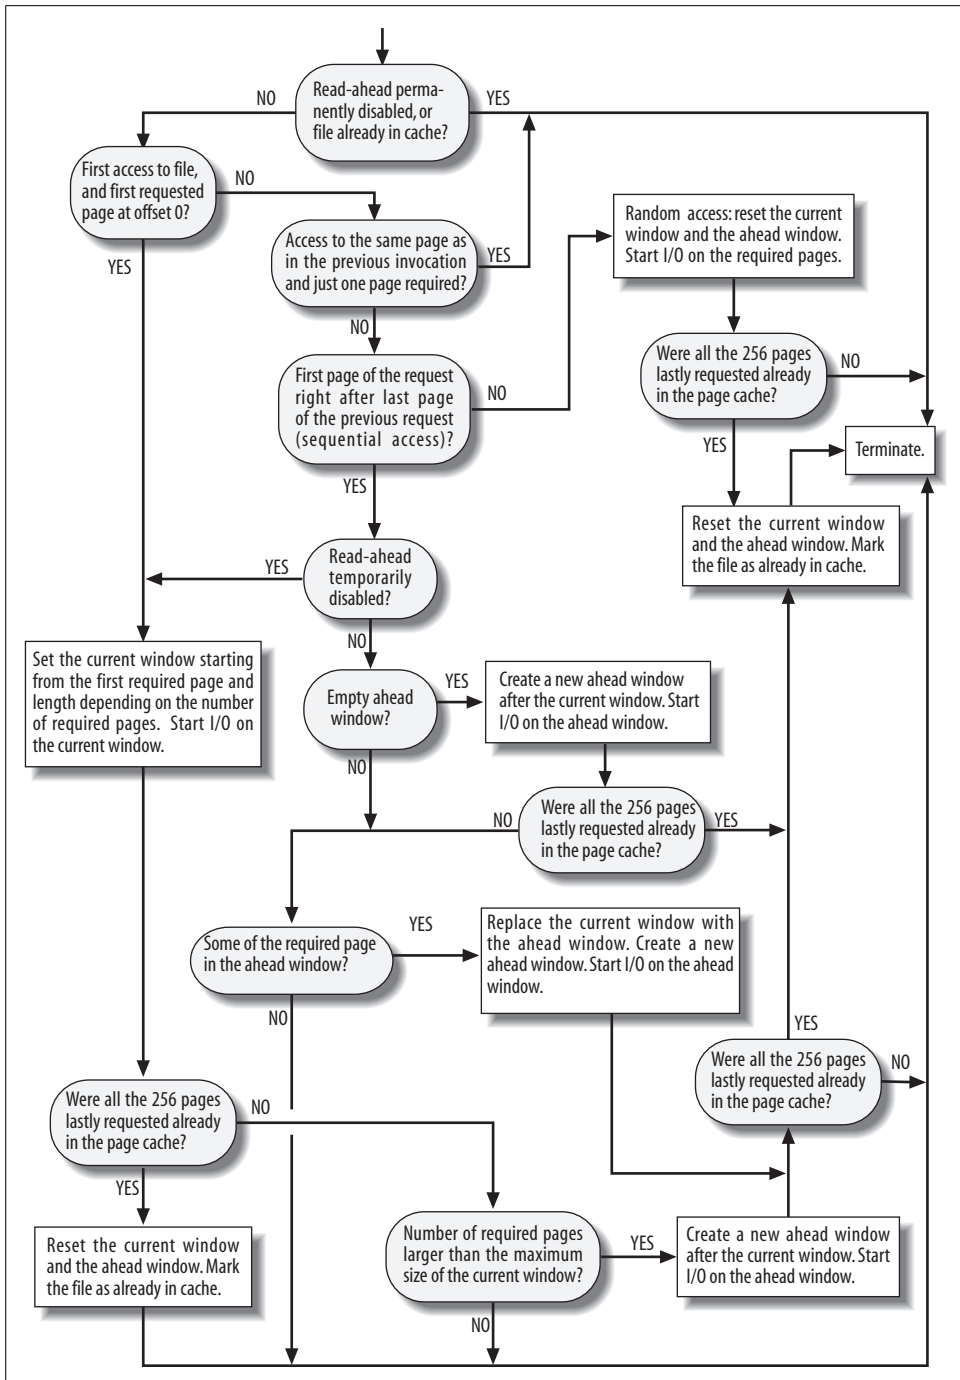 Read-ahead perma-
nently disabled, or
file already in cache?
NO
YES
First access to file,
and first requested
page at offset 0?
NO
YES
Access to the same page as
in the previous invocation
and just one page required?
YES
NO
Random access: reset the current
window and the ahead window.
Start I/O on the required pages.
First page of the request
right after last page
of the previous request
(sequential access)?
NO
YES
Were all the 256 pages
lastly requested already
in the page cache?
NO
YES
Terminate.
Reset the current window
and the ahead window. Mark
the file as already in cache.
Read-ahead
temporarily
disabled?
YES
NO
Set the current window starting
from the first required page and
length depending on the number
of required pages. Start I/O on
the current window.
Empty ahead
window?
YES
NO
Create a new ahead window
after the current window. Start
I/O on the ahead window.
Were all the 256 pages
lastly requested already
in the page cache?
NO
YES
Some of the required page
in the ahead window?
YES
NO
Replace the current window with
the ahead window. Create a new
ahead window. Start I/O on the ahead
window.
YES
Were all the 256 pages
lastly requested already
in the page cache?
NO
Were all the 256 pages
lastly requested already
in the page cache?
NO
YES
Reset the current window
and the ahead window. Mark
the file as already in cache.
Number of required pages
larger than the maximum
size of the current window?
YES
NO
Create a new ahead window
after the current window. Start
I/O on the ahead window.